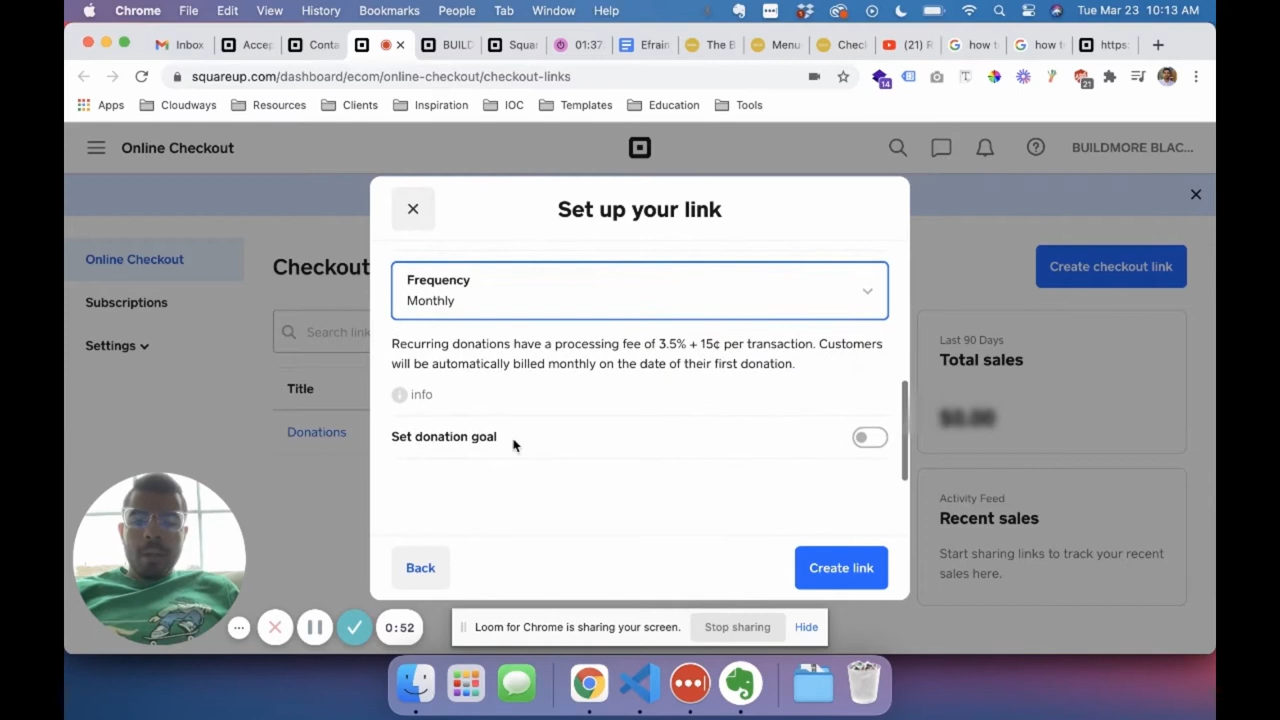 Chrome File Edit View History Bookmarks People Tab Window Help Tue Mar 23 10:13 AM
Inbox Accep Conta BUILD Squar 01:37 Efrain The B Menu Chec (21) R how t how t https:
squareup.com/dashboard/ecom/online-checkout/checkout-links 14 21
Apps Cloudways Resources Clients Inspiration IOC Templates Education Tools
Online Checkout BUILDMORE BLAC...
Set up your link
Online Checkout
Checkout
Create checkout link
Subscriptions
Search link
Settings
Title
Donations
Frequency
Monthly
Recurring donations have a processing fee of 3.5% + 15¢ per transaction. Customers
will be automatically billed monthly on the date of their first donation.
info
Set donation goal
Back Create link
Last 90 Days
Total sales
Activity Feed
Recent sales
Start sharing links to track your recent
sales here.
0:52
Loom for Chrome is sharing your screen. Stop sharing Hide